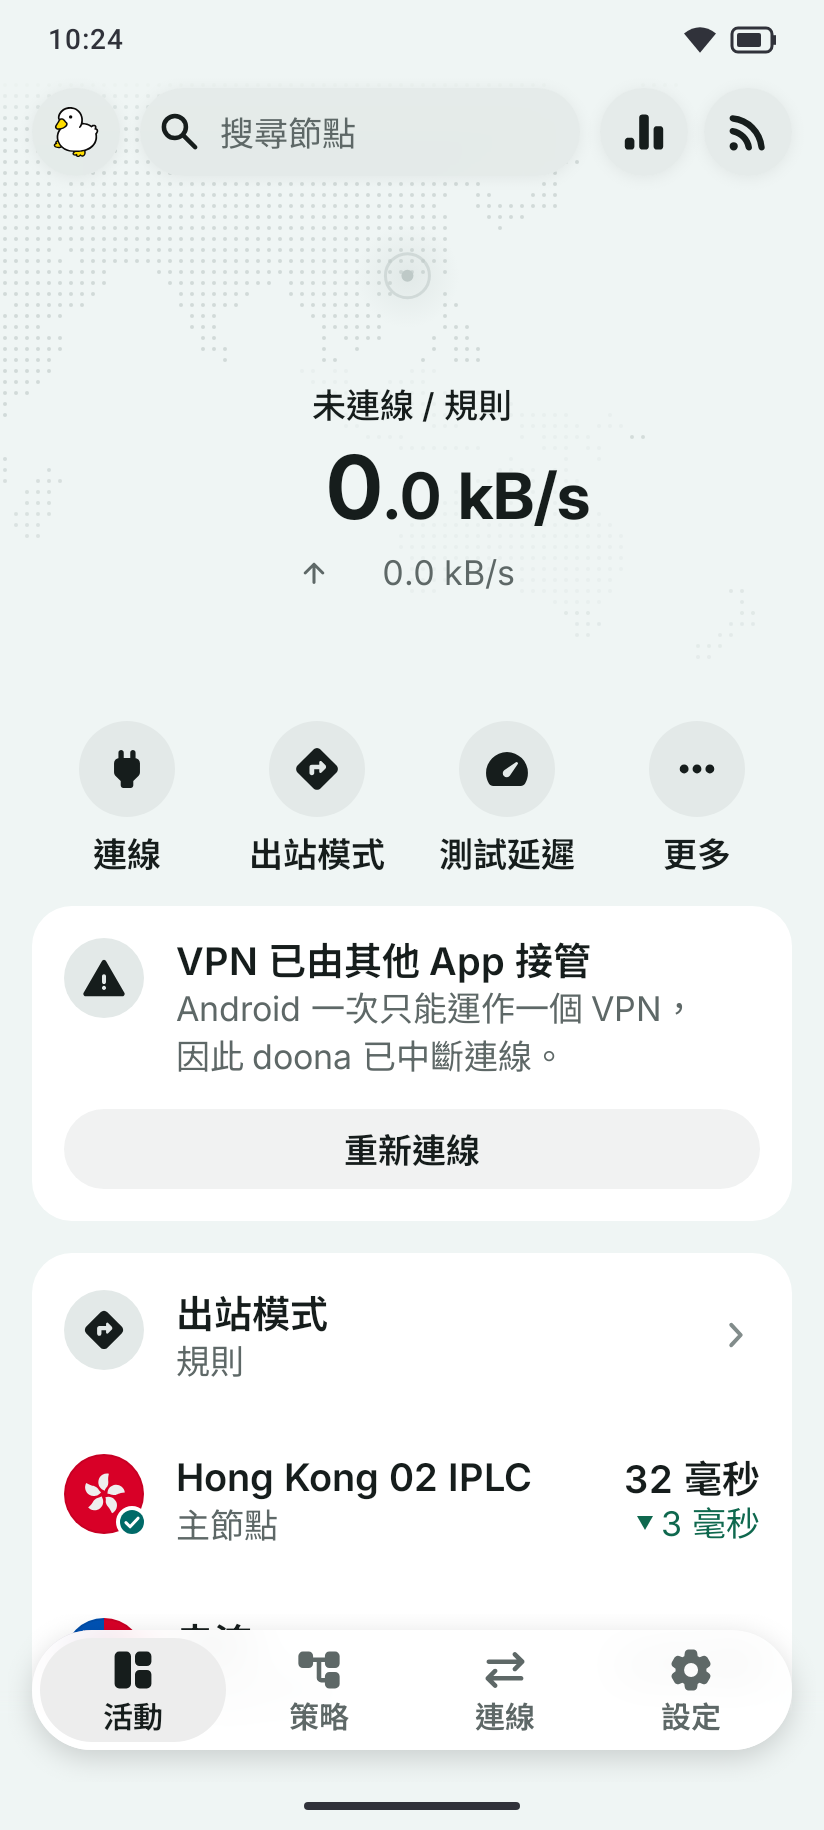 10:24
搜尋節點
未連線 / 規則
0.0 kB/s
↑ 0.0 kB/s
連線
出站模式
測試延遲
更多
VPN 已由其他 App 接管
Android 一次只能運作一個 VPN，
因此 doona 已中斷連線。
重新連線
出站模式
規則
Hong Kong 02 IPLC
32 毫秒
主節點
▼3 毫秒
活動
策略
連線
設定